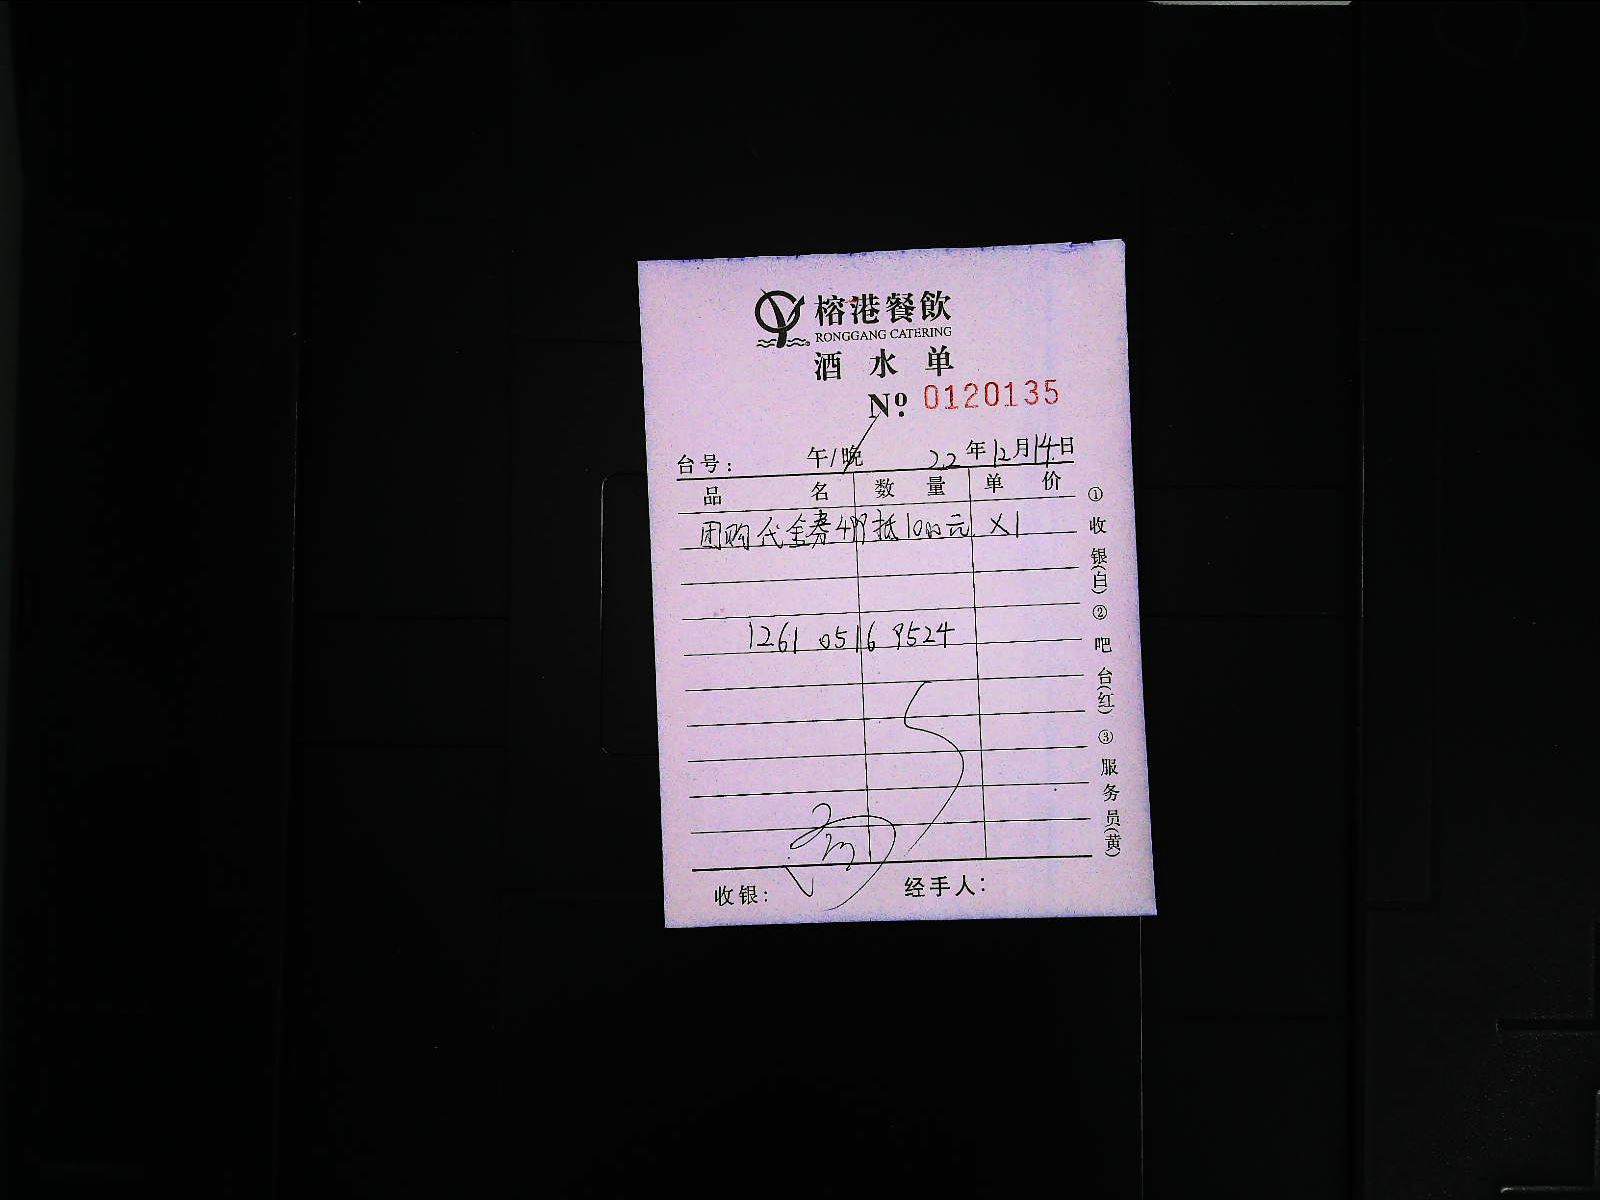 榕港餐飲
RONGGANG CATERING
酒水单
Nº. 0120135
台号: 午/晚 22年12月14日
品名 数量 单价
团购代金券499抵1000元 X1
1261 0516 9524
收银: 经手人:
①收银(白)②吧台(红)③服务员(黄)